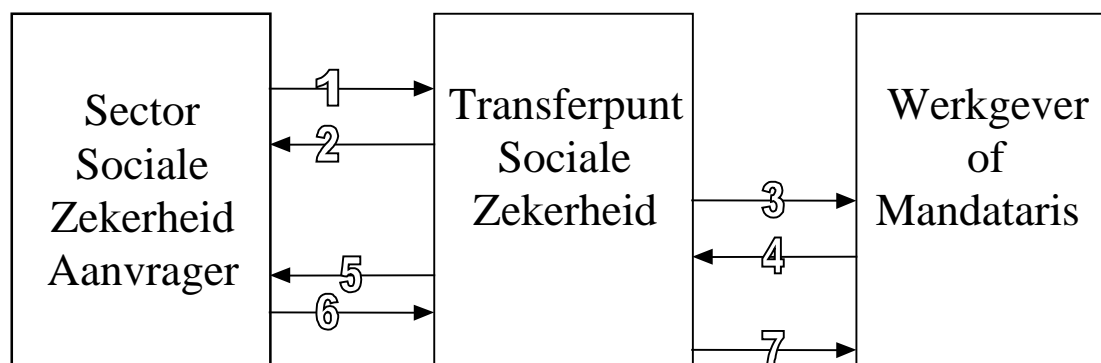 Sector
Sociale
Zekerheid
Aanvrager
1
2
5
6
Transferpunt
Sociale
Zekerheid
3
4
7
Werkgever
of
Mandataris